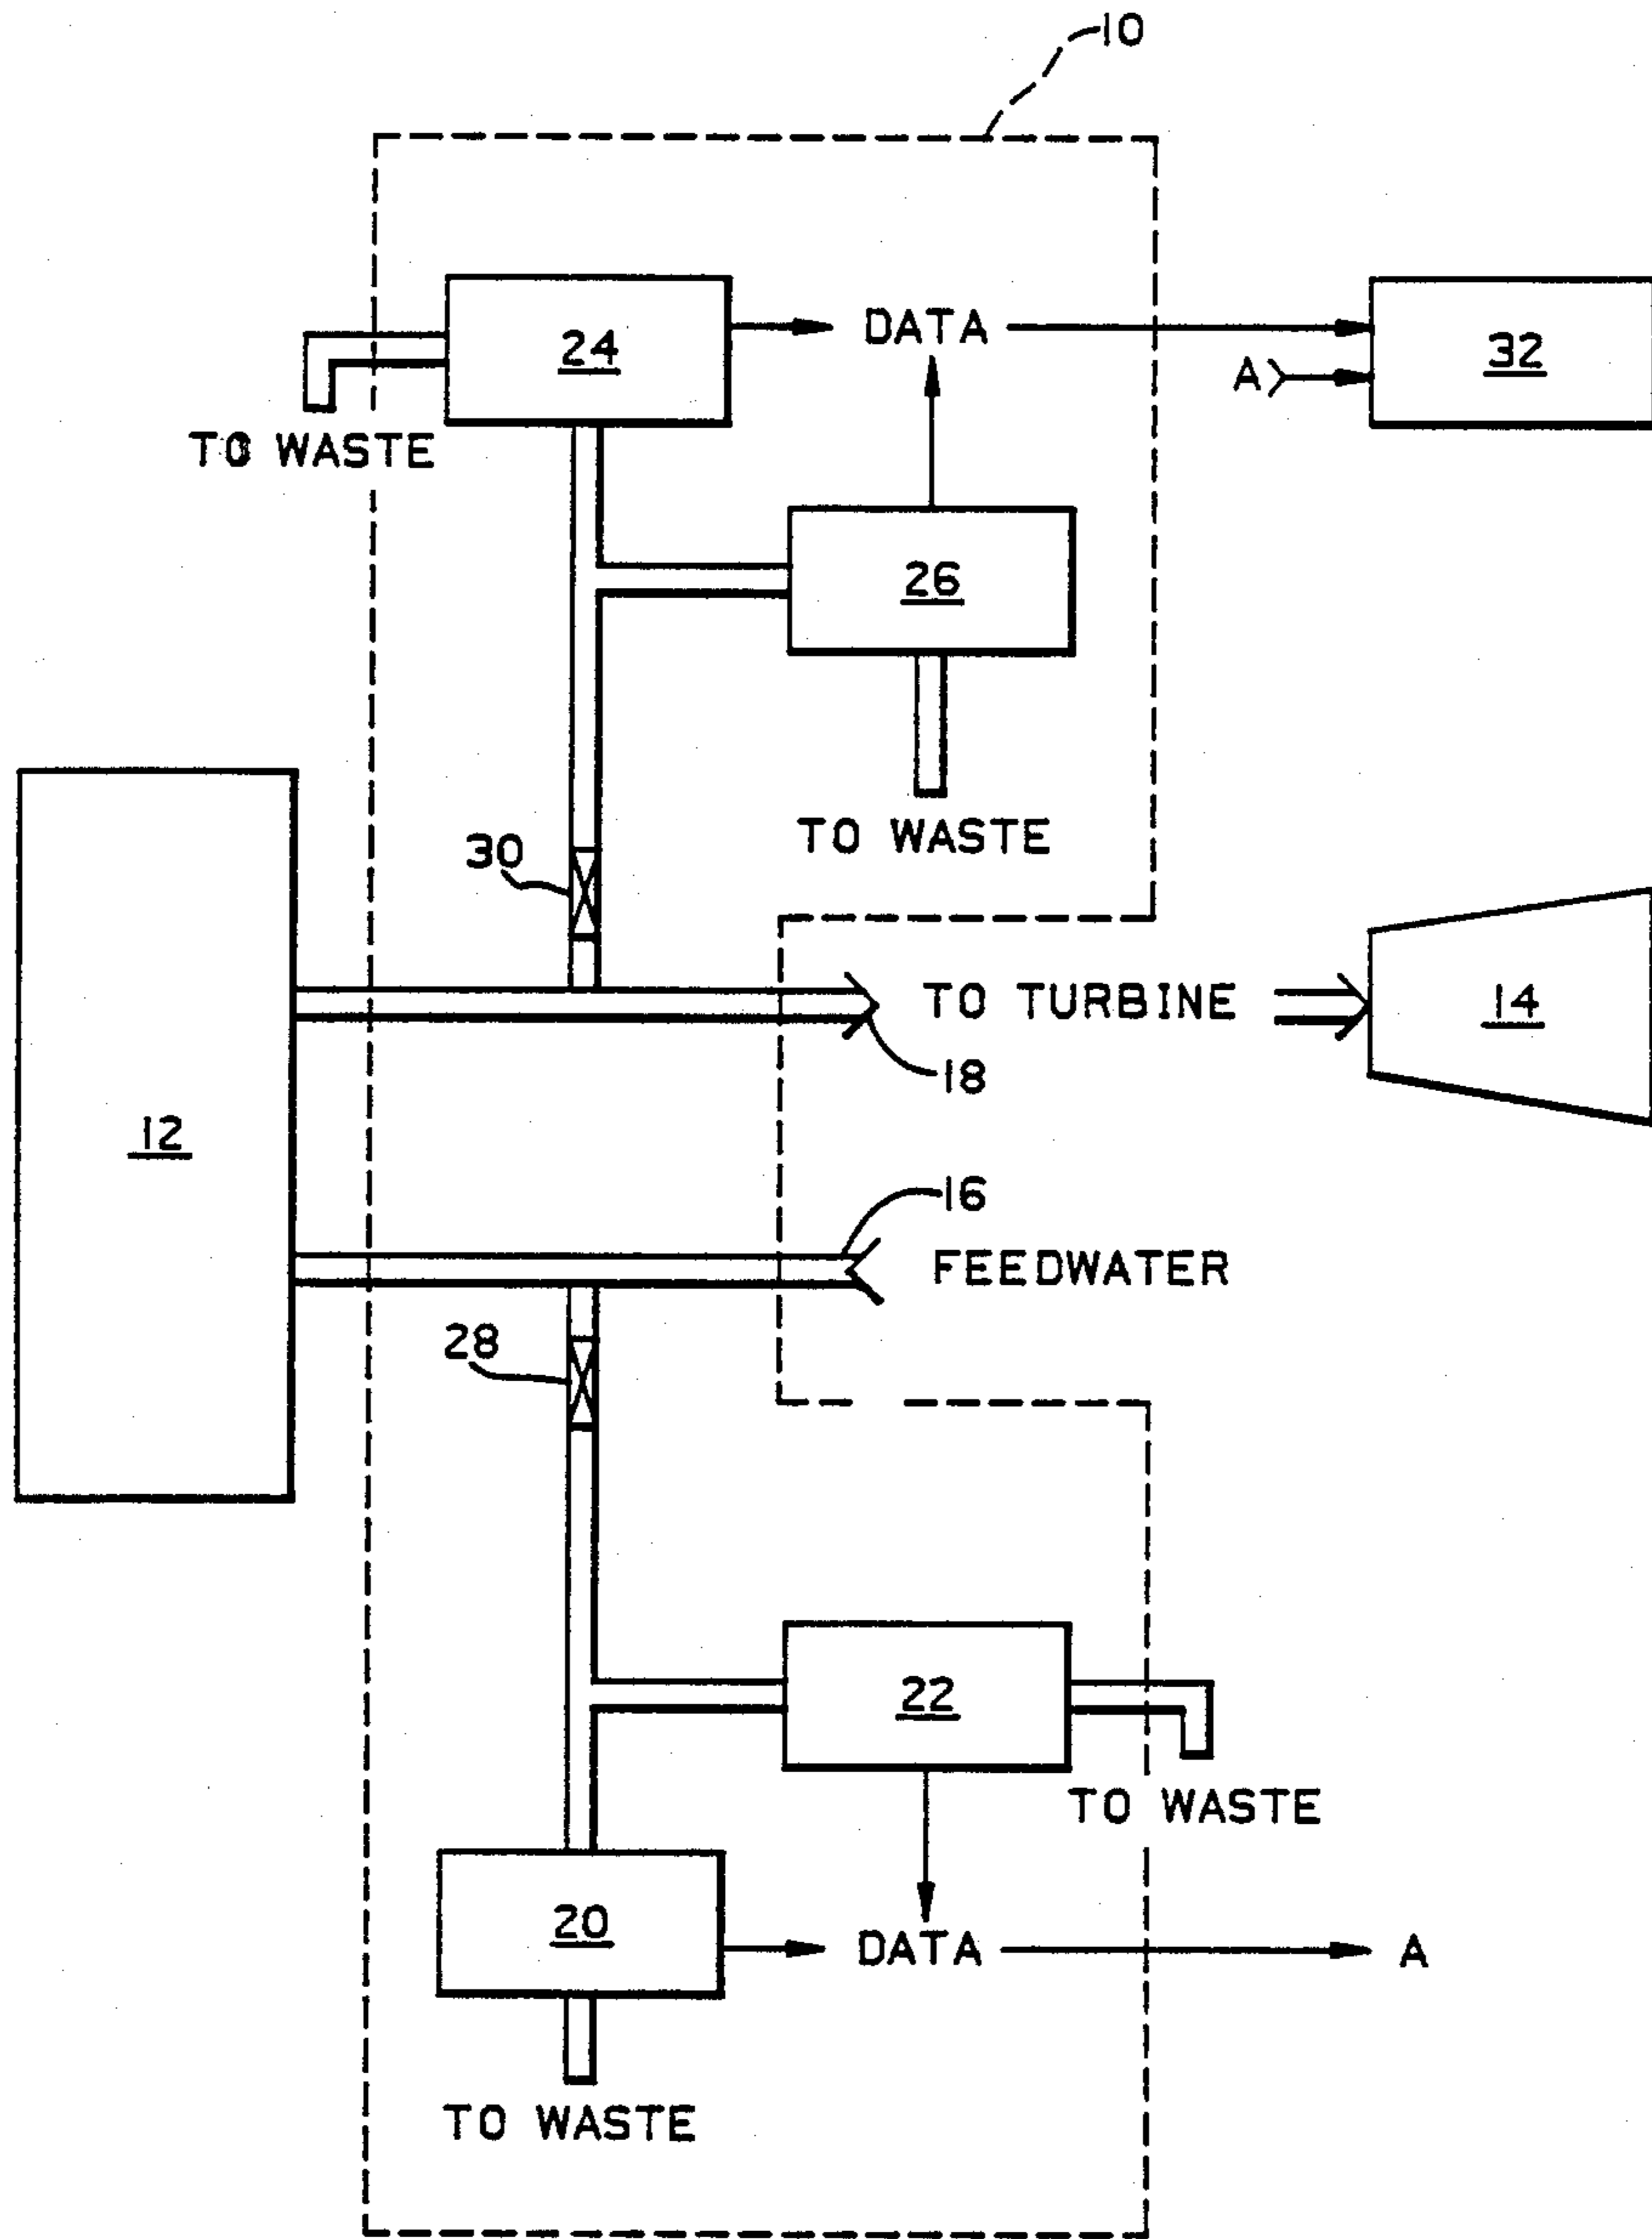 10
24
DATA
A
32
TO WASTE
26
TO WASTE
30
TO TURBINE
14
18
12
16
FEEDWATER
28
22
TO WASTE
20
DATA
A
TO WASTE